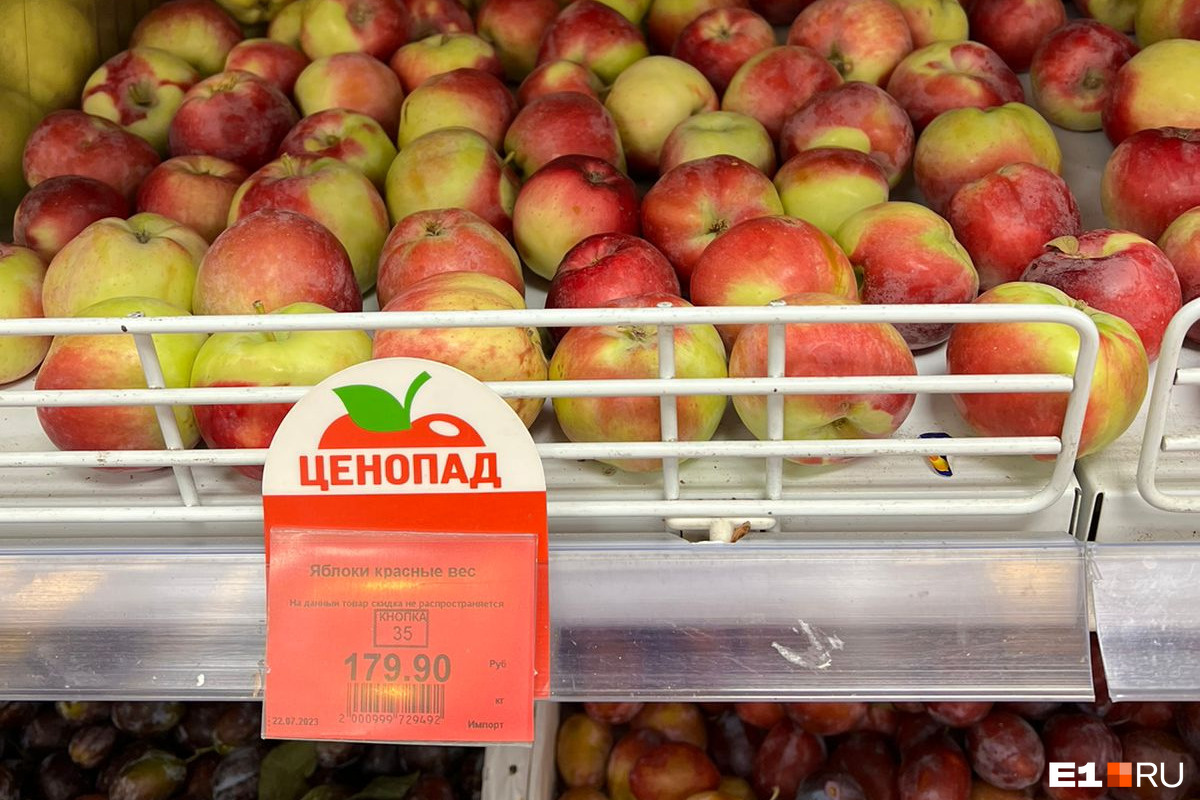 ЦЕНОПАД
Яблоки красные вес
На данный товар скидка не распространяется
КНОПКА
35
179.90 Руб
кг
22.07.2023 2 000999 729492 Импорт
E1 RU